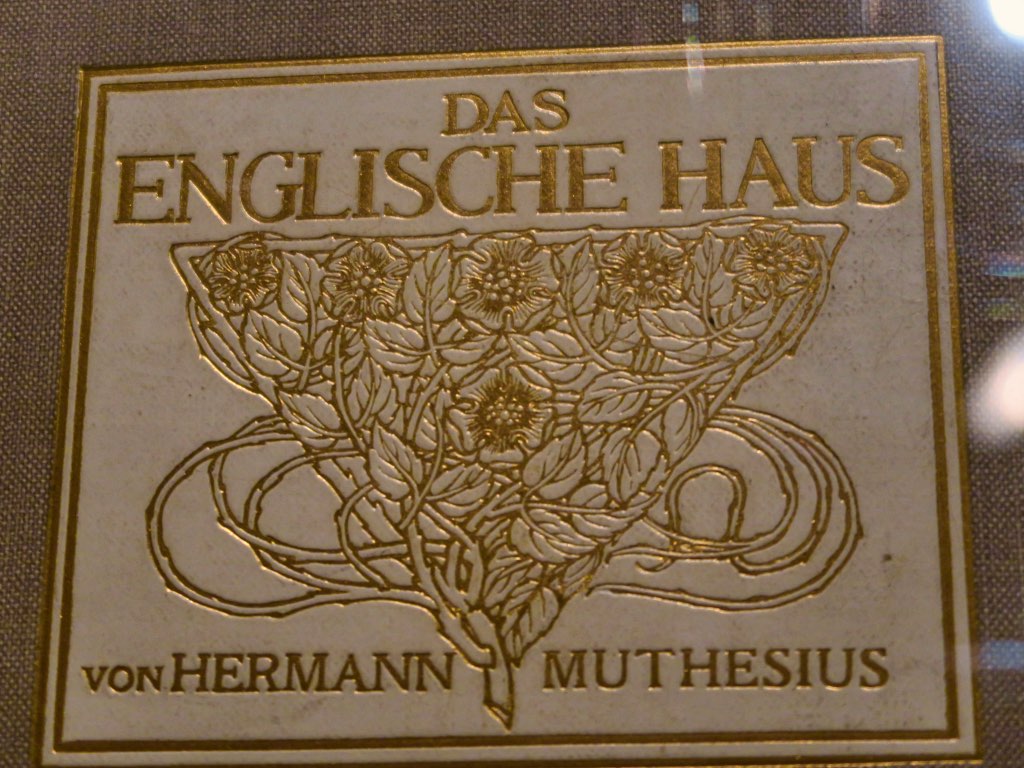 DAS
ENGLISCHE HAUS
VON HERMANN MUTHESIUS